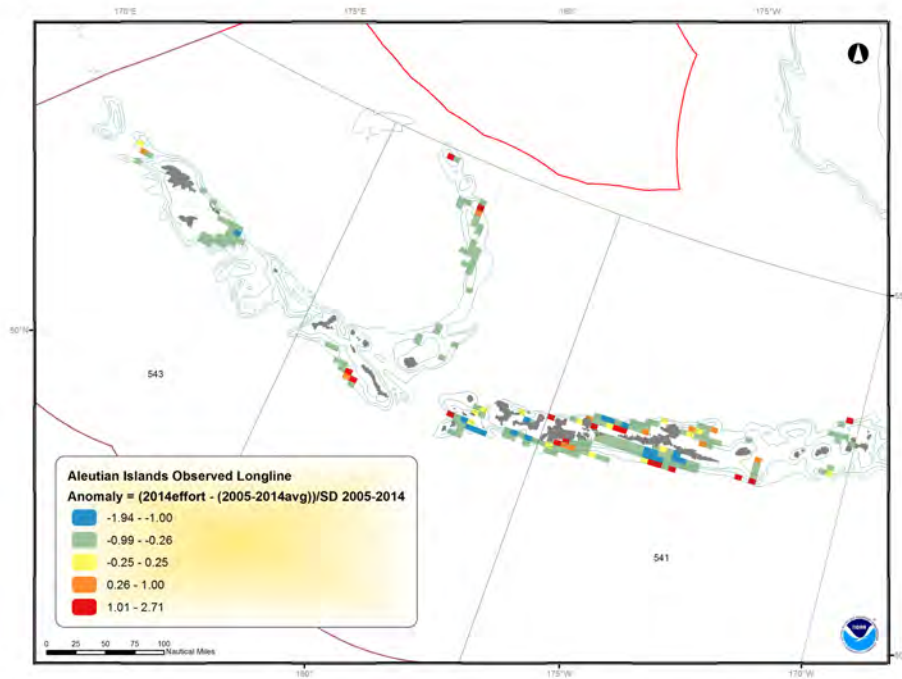 170°E 175°E 180° 175°W
50°N
543
541
Aleutian Islands Observed Longline
Anomaly = (2014effort - (2005-2014avg))/SD 2005-2014
-1.94 - -1.00
-0.99 - -0.26
-0.25 - 0.25
0.26 - 1.00
1.01 - 2.71
0 25 50 75 100
Nautical Miles
NOAA
180° 175°W 170°W